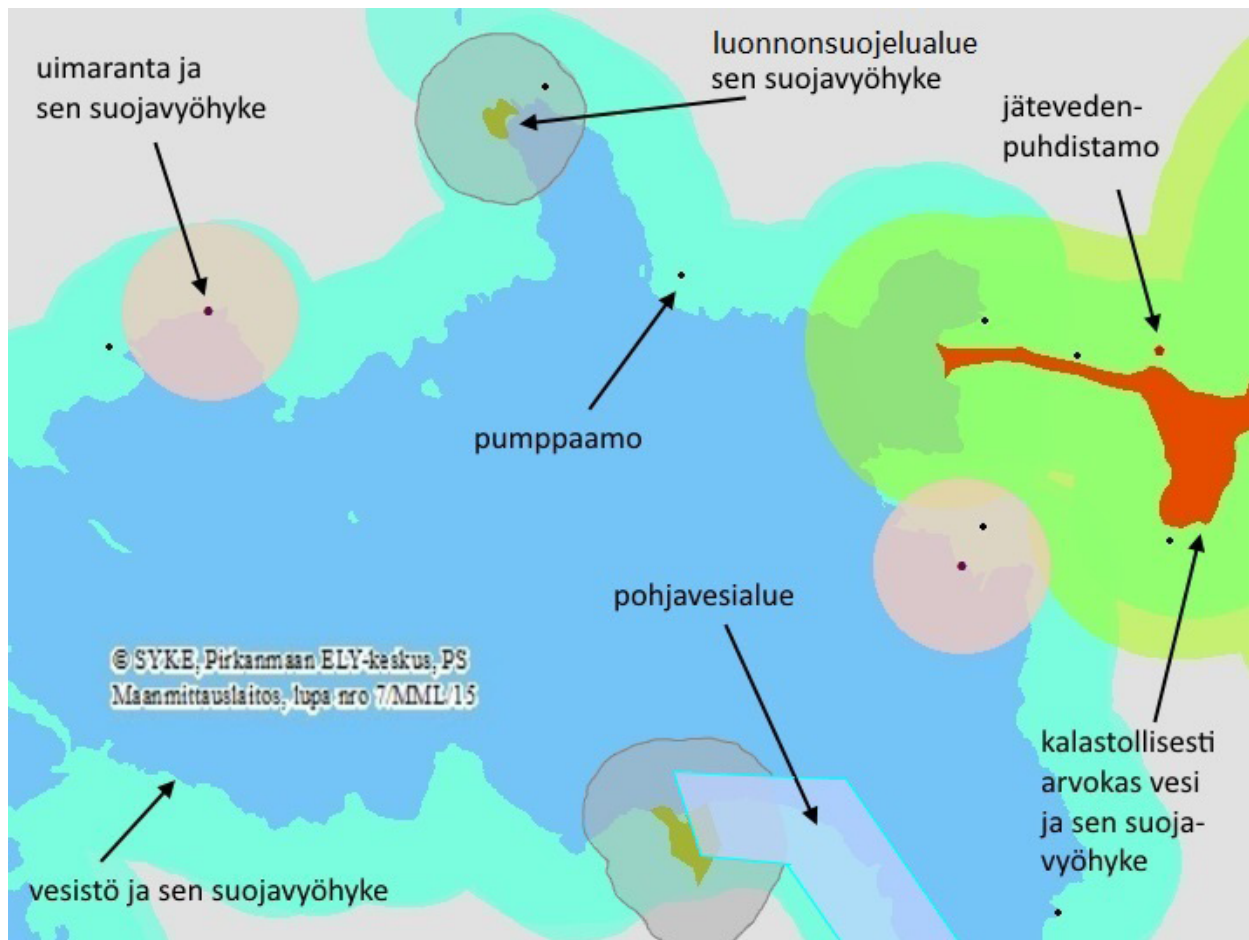 uimaranta ja
sen suojavyöhyke
luonnonsuojelualue
sen suojavyöhyke
jäteveden-
puhdistamo
pumppaamo
pohjavesialue
© SYKE, Pirkanmaan ELY-keskus, PS
Maanmittauslaitos, lupa nro 7/MML/15
kalastollisesti
arvokas vesi
ja sen suoja-
vyöhyke
vesistö ja sen suojavyöhyke